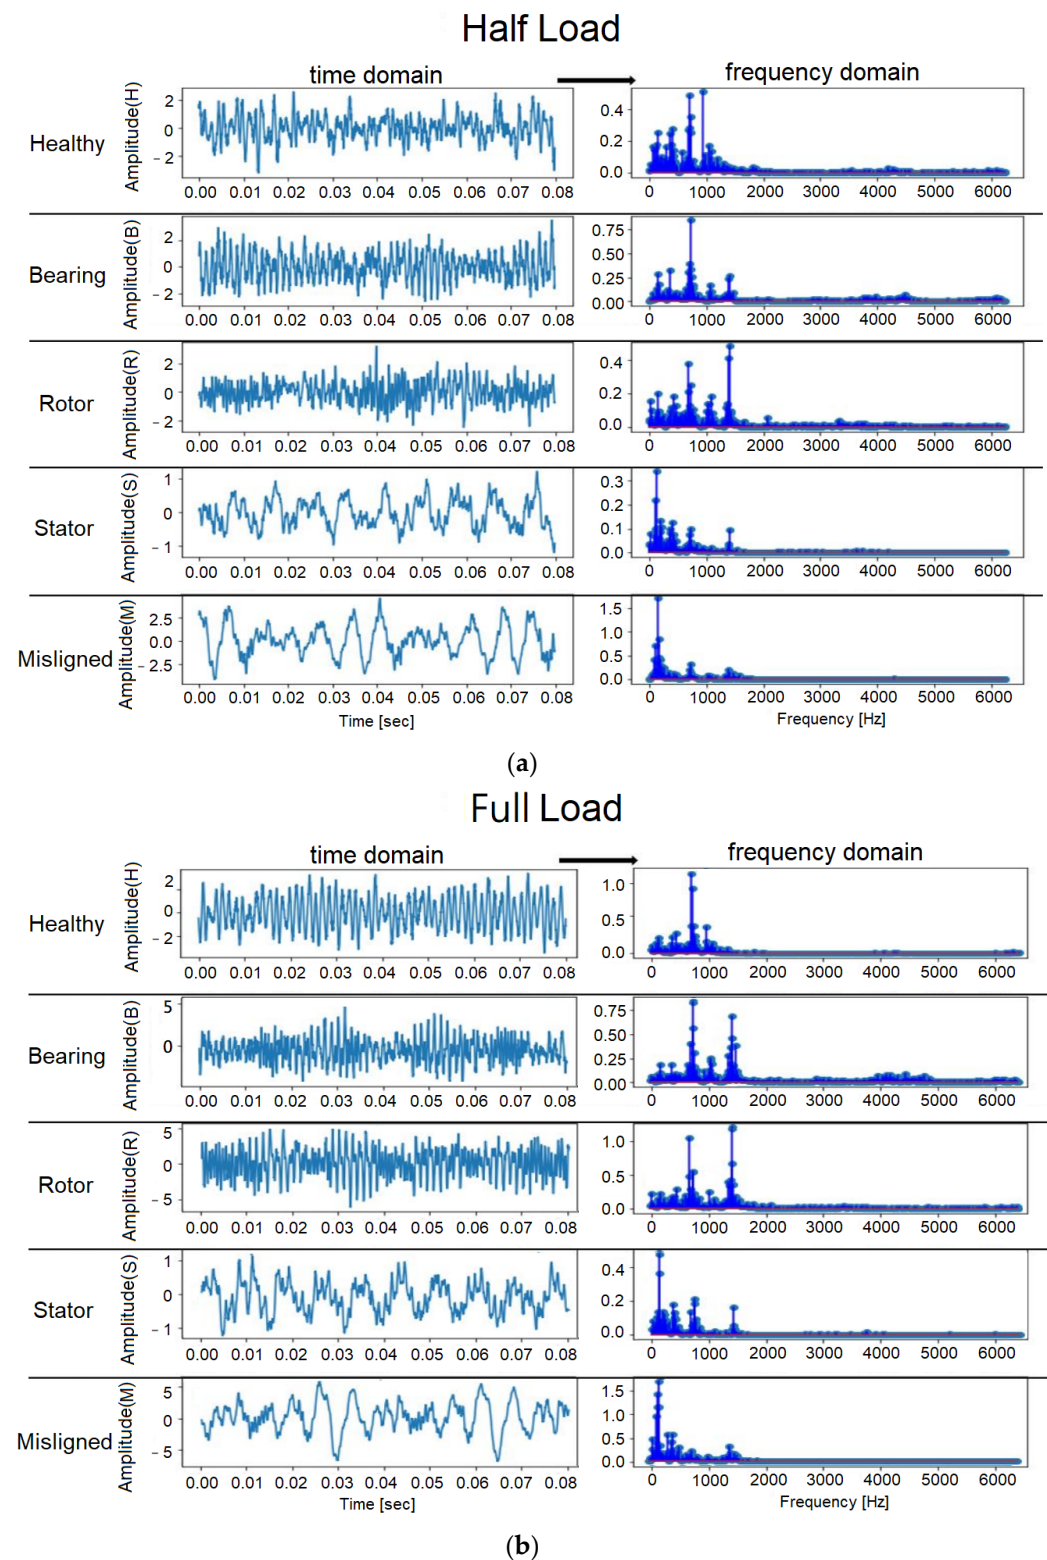 Half Load
time domain
frequency domain
Healthy
Amplitude(H)
2
0
− 2
0.00 0.01 0.02 0.03 0.04 0.05 0.06 0.07 0.08
0.4
0.2
0.0
0 1000 2000 3000 4000 5000 6000
Bearing
Amplitude(B)
2
0
− 2
0.00 0.01 0.02 0.03 0.04 0.05 0.06 0.07 0.08
0.75
0.50
0.25
0.00
0 1000 2000 3000 4000 5000 6000
Rotor
Amplitude(R)
2
0
− 2
0.00 0.01 0.02 0.03 0.04 0.05 0.06 0.07 0.08
0.4
0.2
0.0
0 1000 2000 3000 4000 5000 6000
Stator
Amplitude(S)
1
0
− 1
0.00 0.01 0.02 0.03 0.04 0.05 0.06 0.07 0.08
0.3
0.2
0.1
0.0
0 1000 2000 3000 4000 5000 6000
Misligned
Amplitude(M)
2.5
0.0
− 2.5
0.00 0.01 0.02 0.03 0.04 0.05 0.06 0.07 0.08
Time [sec]
1.5
1.0
0.5
0.0
0 1000 2000 3000 4000 5000 6000
Frequency [Hz]
(a)
Full Load
time domain
frequency domain
Healthy
Amplitude(H)
2
0
− 2
0.00 0.01 0.02 0.03 0.04 0.05 0.06 0.07 0.08
1.0
0.5
0.0
0 1000 2000 3000 4000 5000 6000
Bearing
Amplitude(B)
5
0
0.00 0.01 0.02 0.03 0.04 0.05 0.06 0.07 0.08
0.75
0.50
0.25
0.00
0 1000 2000 3000 4000 5000 6000
Rotor
Amplitude(R)
5
0
− 5
0.00 0.01 0.02 0.03 0.04 0.05 0.06 0.07 0.08
1.0
0.5
0.0
0 1000 2000 3000 4000 5000 6000
Stator
Amplitude(S)
1
0
− 1
0.00 0.01 0.02 0.03 0.04 0.05 0.06 0.07 0.08
0.4
0.2
0.0
0 1000 2000 3000 4000 5000 6000
Misligned
Amplitude(M)
5
0
− 5
0.00 0.01 0.02 0.03 0.04 0.05 0.06 0.07 0.08
Time [sec]
1.5
1.0
0.5
0.0
0 1000 2000 3000 4000 5000 6000
Frequency [Hz]
(b)